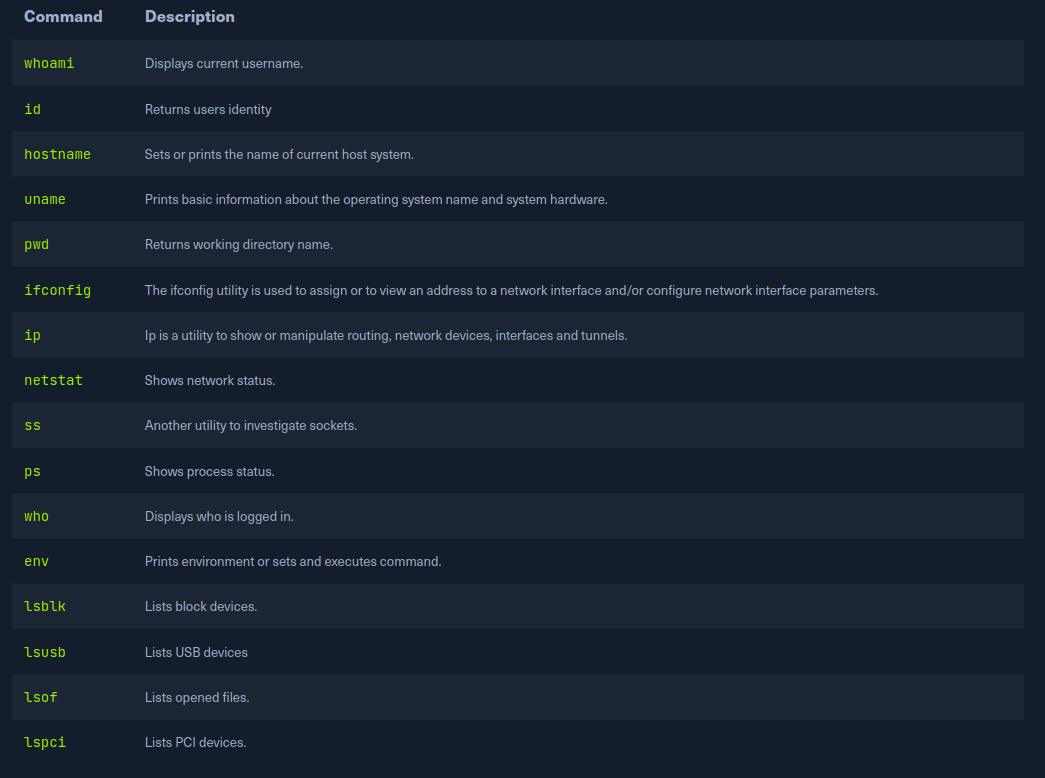 Command Description
whoami Displays current username.
id Returns users identity
hostname Sets or prints the name of current host system.
uname Prints basic information about the operating system name and system hardware.
pwd Returns working directory name.
ifconfig The ifconfig utility is used to assign or to view an address to a network interface and/or configure network interface parameters.
ip Ip is a utility to show or manipulate routing, network devices, interfaces and tunnels.
netstat Shows network status.
ss Another utility to investigate sockets.
ps Shows process status.
who Displays who is logged in.
env Prints environment or sets and executes command.
lsblk Lists block devices.
lsusb Lists USB devices
lsof Lists opened files.
lspci Lists PCI devices.